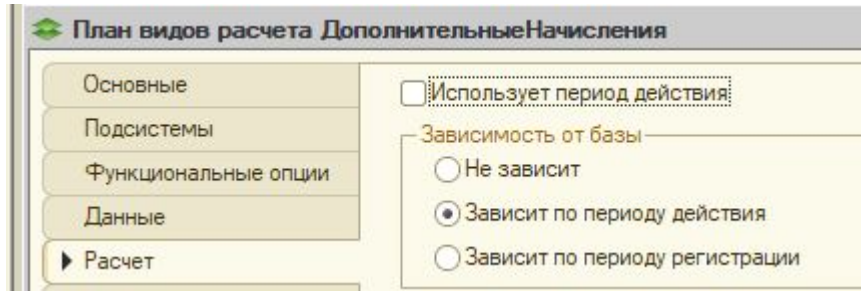 План видов расчета ДополнительныеНачисления
Основные
Подсистемы
Функциональные опции
Данные
Расчет
Использует период действия
Зависимость от базы
Не зависит
Зависит по периоду действия
Зависит по периоду регистрации